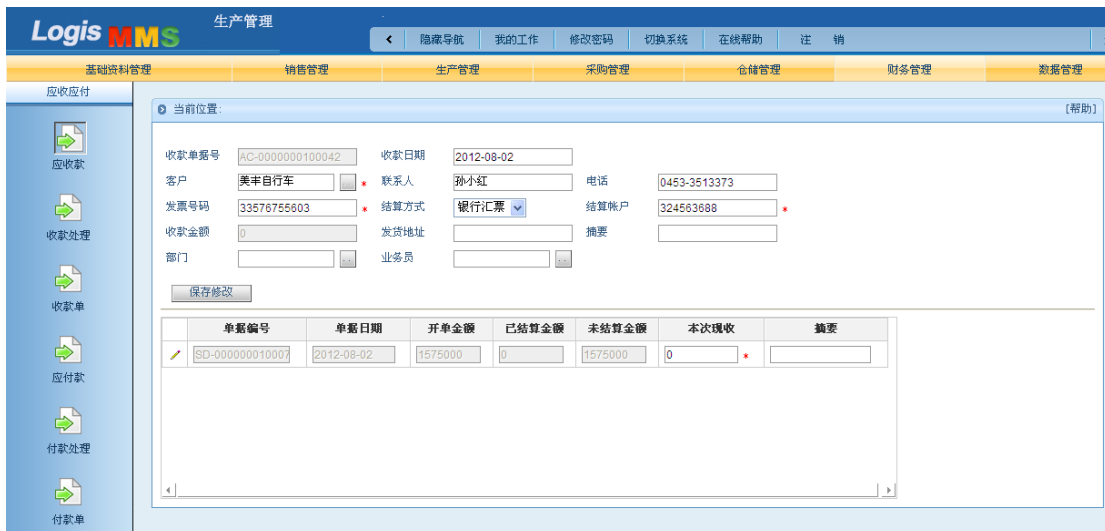 Logis MMS
生产管理
隐藏导航 我的工作 修改密码 切换系统 在线帮助 注 销
基础资料管理 销售管理 生产管理 采购管理 仓储管理 财务管理 数据管理
应收应付
当前位置: [帮助]
应收款
收款处理
收款单
应付款
付款处理
付款单
收款单据号 AC-0000000100042 收款日期 2012-08-02
客户 美丰自行车 * 联系人 孙小红 电话 0453-3513373
发票号码 33576755603 * 结算方式 银行汇票 结算帐户 324563688 *
收款金额 0 发货地址 摘要
部门 .. 业务员 ..
保存修改
单据编号 单据日期 开单金额 已结算金额 未结算金额 本次现收 摘要
SD-000000010007 2012-08-02 1575000 0 1575000 0 *